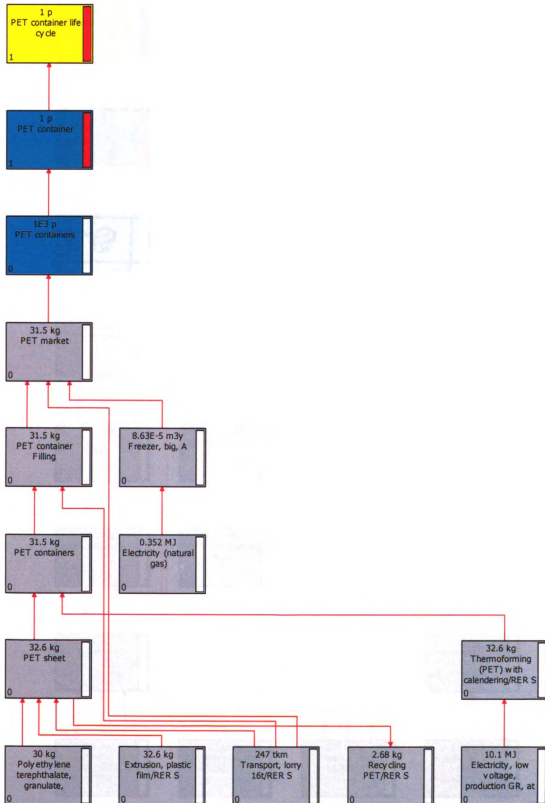 1 p
PET container life
cycle
1
1 p
PET container
1
1E3 p
PET containers
0
31.5 kg
PET market
0
31.5 kg
PET container
Filling
0
8.63E-5 m3y
Freezer, big, A
0
31.5 kg
PET containers
0
0.352 MJ
Electricity (natural
gas)
0
32.6 kg
PET sheet
0
32.6 kg
Thermoforming
(PET) with
calendering/RER S
0
30 kg
Polyethylene
terephthalate,
granulate,
0
32.6 kg
Extrusion, plastic
film/RER S
0
247 tkm
Transport, lorry
16t/RER S
0
2.68 kg
Recycling
PET/RER S
0
10.1 MJ
Electricity, low
voltage,
production GR, at
0